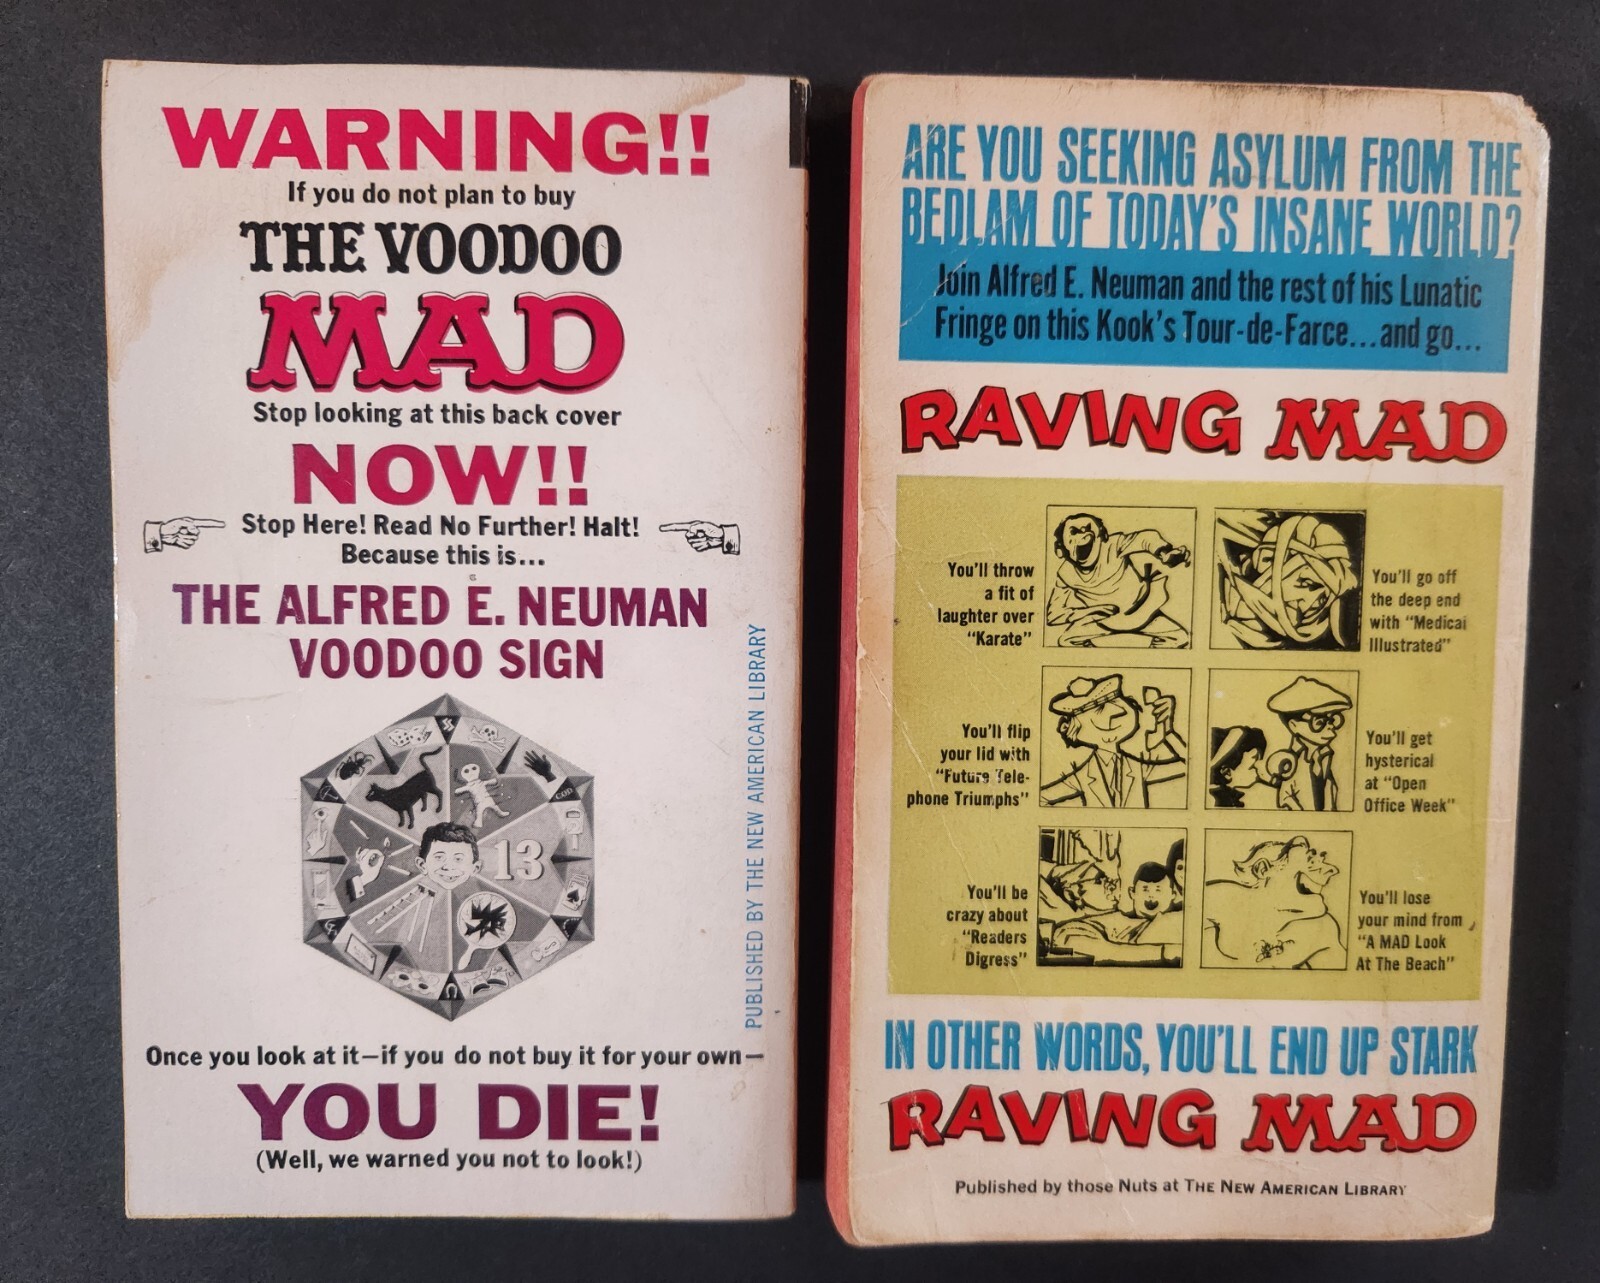 WARNING!!
If you do not plan to buy
THE VOODOO
MAD
Stop looking at this back cover
NOW!!
Stop Here! Read No Further! Halt!
Because this is...
THE ALFRED E. NEUMAN
VOODOO SIGN
13
Once you look at it—if you do not buy it for your own—
YOU DIE!
(Well, we warned you not to look!)
PUBLISHED BY THE NEW AMERICAN LIBRARY
ARE YOU SEEKING ASYLUM FROM THE
BEDLAM OF TODAY'S INSANE WORLD?
Join Alfred E. Neuman and the rest of his Lunatic
Fringe on this Kook's Tour-de-Farce...and go...
RAVING MAD
You'll throw
a fit of
laughter over
"Karate"
You'll go off
the deep end
with "Medical
Illustrated"
You'll flip
your lid with
"Future Tele-
phone Triumphs"
You'll get
hysterical
at "Open
Office Week"
You'll be
crazy about
"Readers
Digress"
You'll lose
your mind from
"A MAD Look
At The Beach"
IN OTHER WORDS, YOU'LL END UP STARK
RAVING MAD
Published by those Nuts at THE NEW AMERICAN LIBRARY